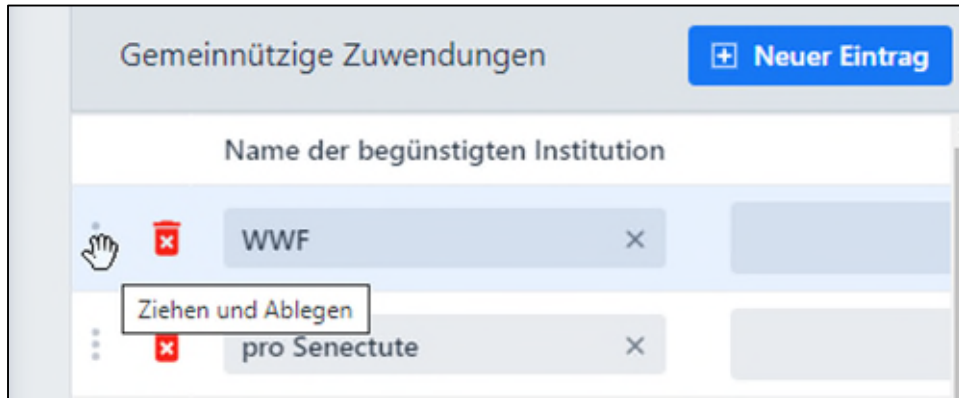 Gemeinnützige Zuwendungen
Neuer Eintrag
Name der begünstigten Institution
WWF
Ziehen und Ablegen
pro Senectute